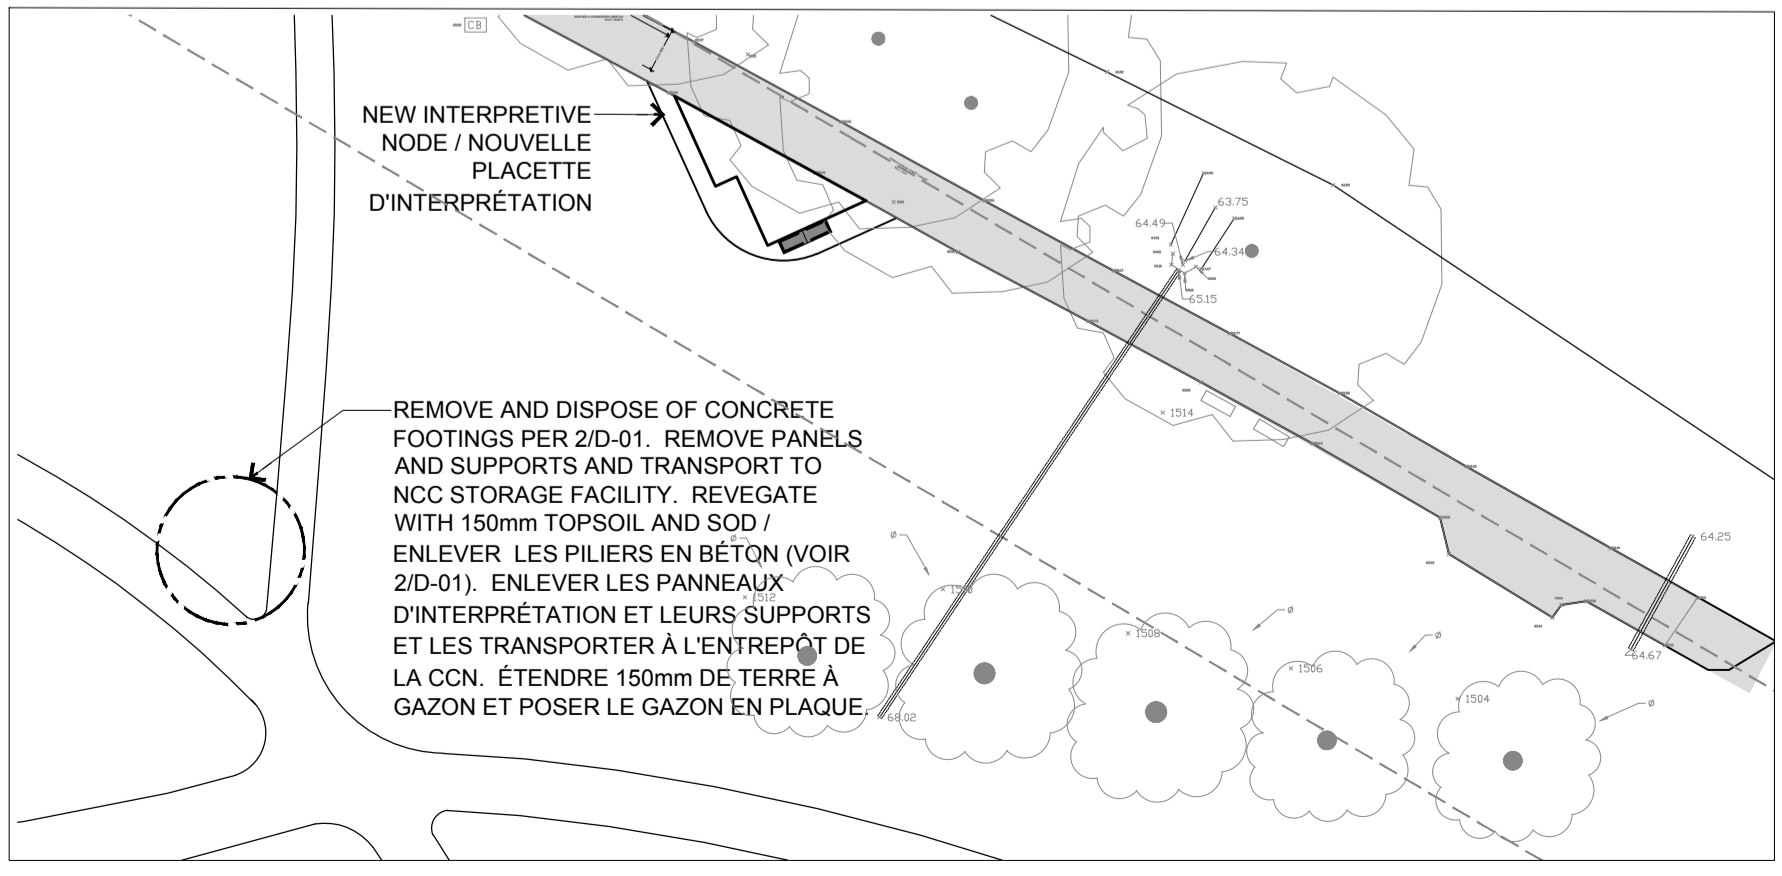 CB
NEW INTERPRETIVE
NODE / NOUVELLE
PLACETTE
D'INTERPRÉTATION
63.75
64.49
64.34
65.15
REMOVE AND DISPOSE OF CONCRETE
FOOTINGS PER 2/D-01. REMOVE PANELS
AND SUPPORTS AND TRANSPORT TO
NCC STORAGE FACILITY. REVEGATE
WITH 150mm TOPSOIL AND SOD /
ENLEVER LES PILIERS EN BÉTON (VOIR
2/D-01). ENLEVER LES PANNEAUX
D'INTERPRÉTATION ET LEURS SUPPORTS
ET LES TRANSPORTER À L'ENTREPÔT DE
LA CCN. ÉTENDRE 150mm DE TERRE À
GAZON ET POSER LE GAZON EN PLAQUE.
1514
64.25
Ø
Ø
1512
1508
Ø
Ø
64.67
1506
1504
Ø
68.02